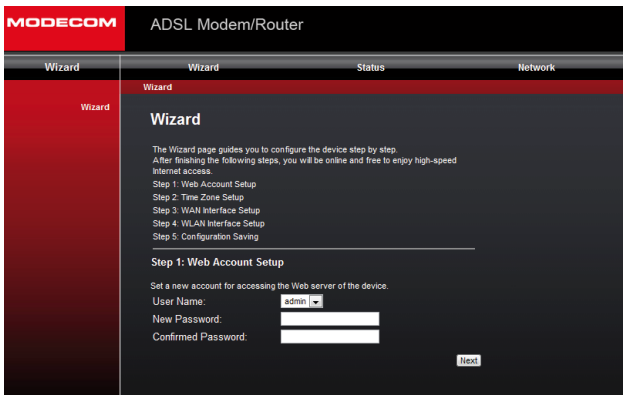 MODECOM
ADSL Modem/Router
Wizard Wizard Status Network
Wizard
Wizard
Wizard
The Wizard page guides you to configure the device step by step.
After finishing the following steps, you will be online and free to enjoy high-speed
Internet access.
Step 1: Web Account Setup
Step 2: Time Zone Setup
Step 3: WAN Interface Setup
Step 4: WLAN Interface Setup
Step 5: Configuration Saving
Step 1: Web Account Setup
Set a new account for accessing the Web server of the device.
User Name: admin
New Password:
Confirmed Password:
Next